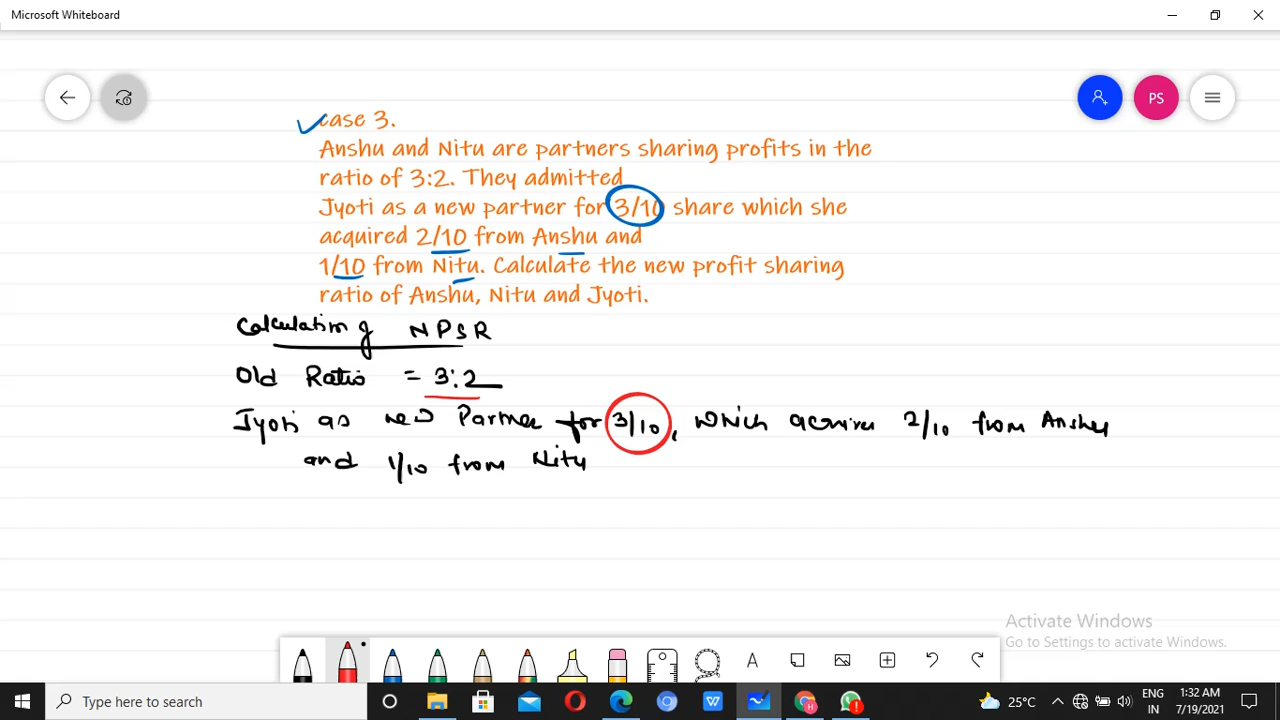 Microsoft Whiteboard
PS
case 3.
Anshu and Nitu are partners sharing profits in the
ratio of 3:2. They admitted
Jyoti as a new partner for 3/10 share which she
acquired 2/10 from Anshu and
1/10 from Nitu. Calculate the new profit sharing
ratio of Anshu, Nitu and Jyoti.
Calculation of NPSR
Old Ratio = 3:2
Jyoti as new Partner for 3/10, which acquires 2/10 from Anshu
and 1/10 from Nitu
Activate Windows
Go to Settings to activate Windows.
A
Type here to search
25°C
ENG
IN
1:32 AM
7/19/2021